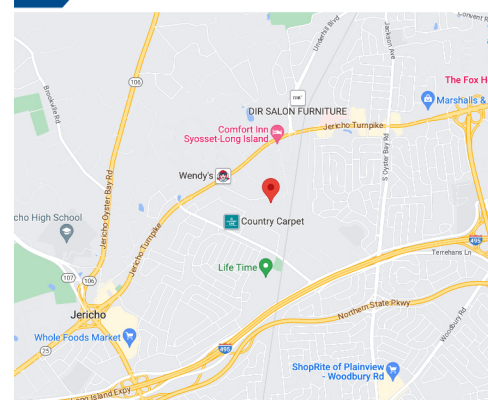 Convent R
Jackson Ave
Underhill Blvd
The Fox H
106
Brookville Rd
DIR SALON FURNITURE
Marshalls &
Comfort Inn
Syosset-Long Island
Jericho Turnpike
S Oyster Bay Rd
Wendy's
Jericho Oyster Bay Rd
cho High School
Country Carpet
Jericho Turnpike
495
Terrehans Ln
Life Time
107
106
Northern State Pkwy
Jericho
Whole Foods Market
Woodbury Rd
495
25
ShopRite of Plainview
- Woodbury Rd
Long Island Expy